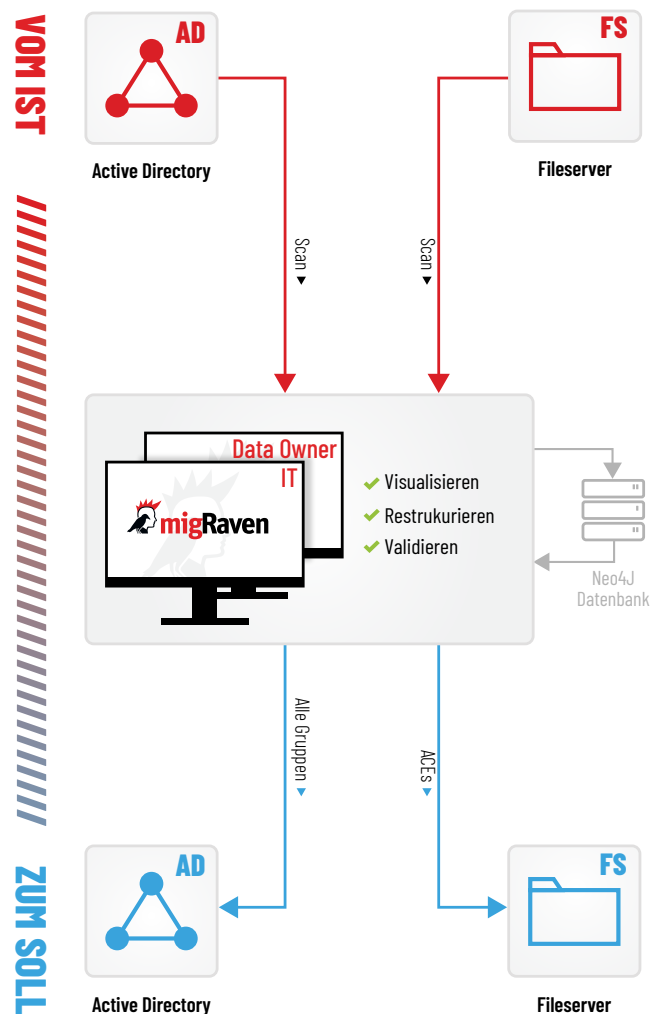 VOM IST
AD
Active Directory
FS
Fileserver
Scan
Scan
Data Owner
IT
migRaven
Visualisieren
Restrukurieren
Validieren
Neo4J
Datenbank
Alle Gruppen
ACEs
ZUM SOLL
AD
Active Directory
FS
Fileserver